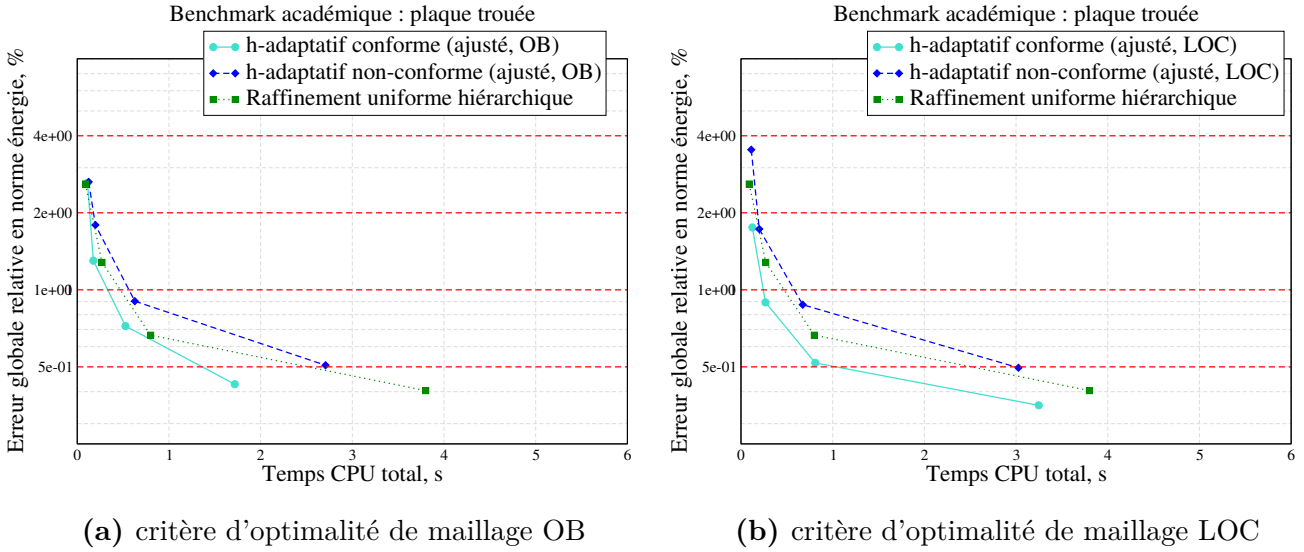 Benchmark académique : plaque trouée
h-adaptatif conforme (ajusté, OB)
h-adaptatif non-conforme (ajusté, OB)
Raffinement uniforme hiérarchique
Erreur globale relative en norme énergie, %
4e+00
2e+00
1e+00
5e-01
0 1 2 3 4 5 6
Temps CPU total, s
(a) critère d'optimalité de maillage OB
Benchmark académique : plaque trouée
h-adaptatif conforme (ajusté, LOC)
h-adaptatif non-conforme (ajusté, LOC)
Raffinement uniforme hiérarchique
Erreur globale relative en norme énergie, %
4e+00
2e+00
1e+00
5e-01
0 1 2 3 4 5 6
Temps CPU total, s
(b) critère d'optimalité de maillage LOC